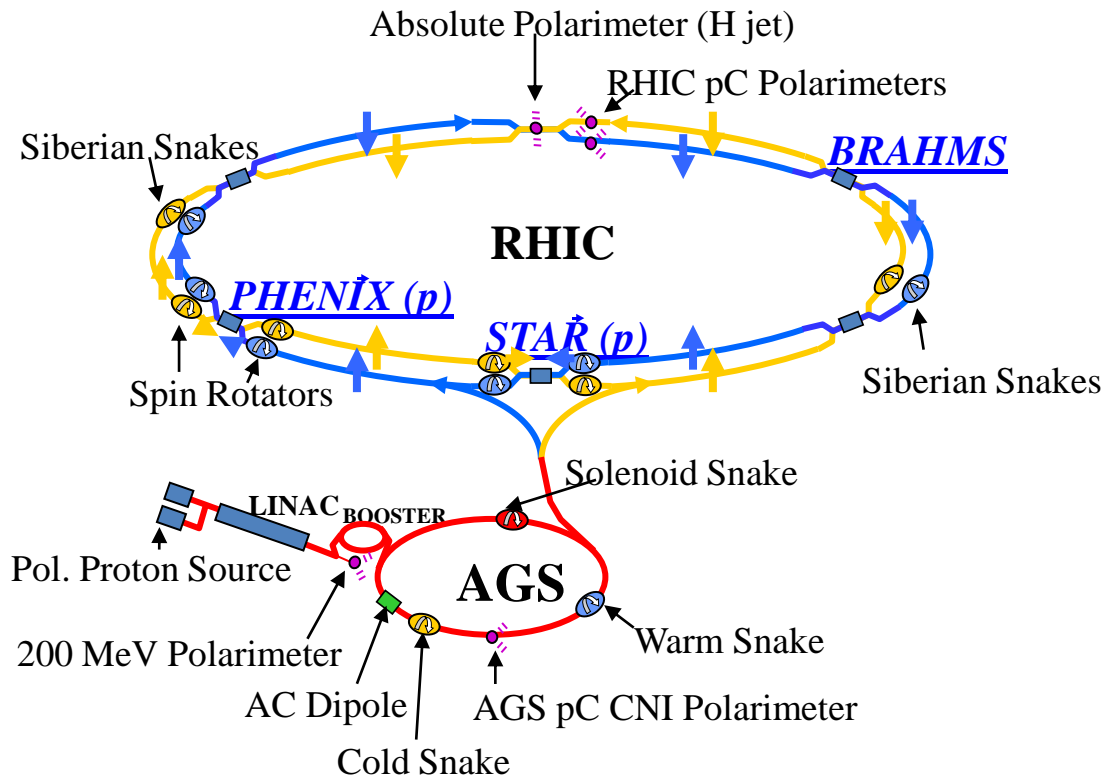 Absolute Polarimeter (H jet)
RHIC pC Polarimeters
Siberian Snakes
BRAHMS
RHIC
PHENIX (p)
STAR (p)
Spin Rotators
Siberian Snakes
Solenoid Snake
LINAC
BOOSTER
Pol. Proton Source
AGS
200 MeV Polarimeter
Warm Snake
AC Dipole
AGS pC CNI Polarimeter
Cold Snake